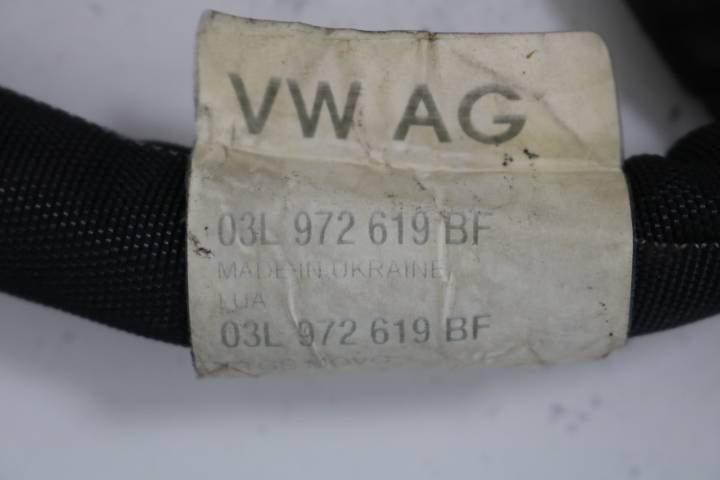 VW AG
03L 972 619 BF
MADE IN UKRAINE
LUA
03L 972 619 BF